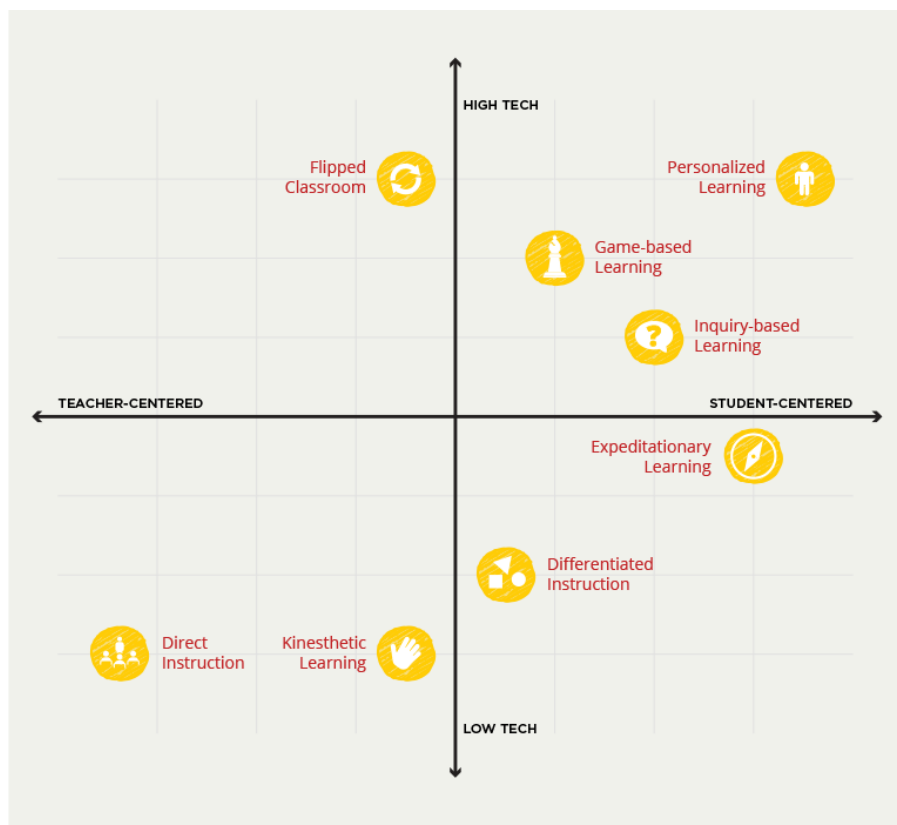 HIGH TECH
Flipped
Classroom
Personalized
Learning
Game-based
Learning
Inquiry-based
Learning
TEACHER-CENTERED
STUDENT-CENTERED
Expeditationary
Learning
Differentiated
Instruction
Direct
Instruction
Kinesthetic
Learning
LOW TECH